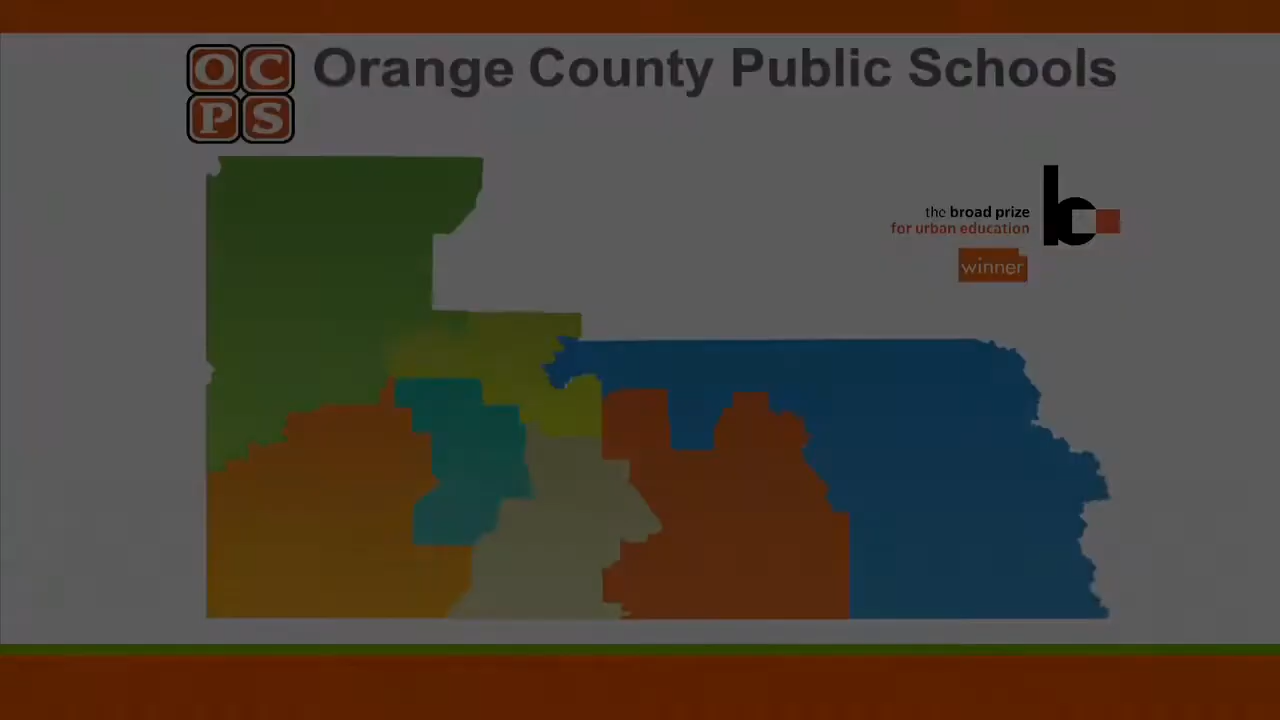 OC
PS
Orange County Public Schools
the broad prize
for urban education
b
winner